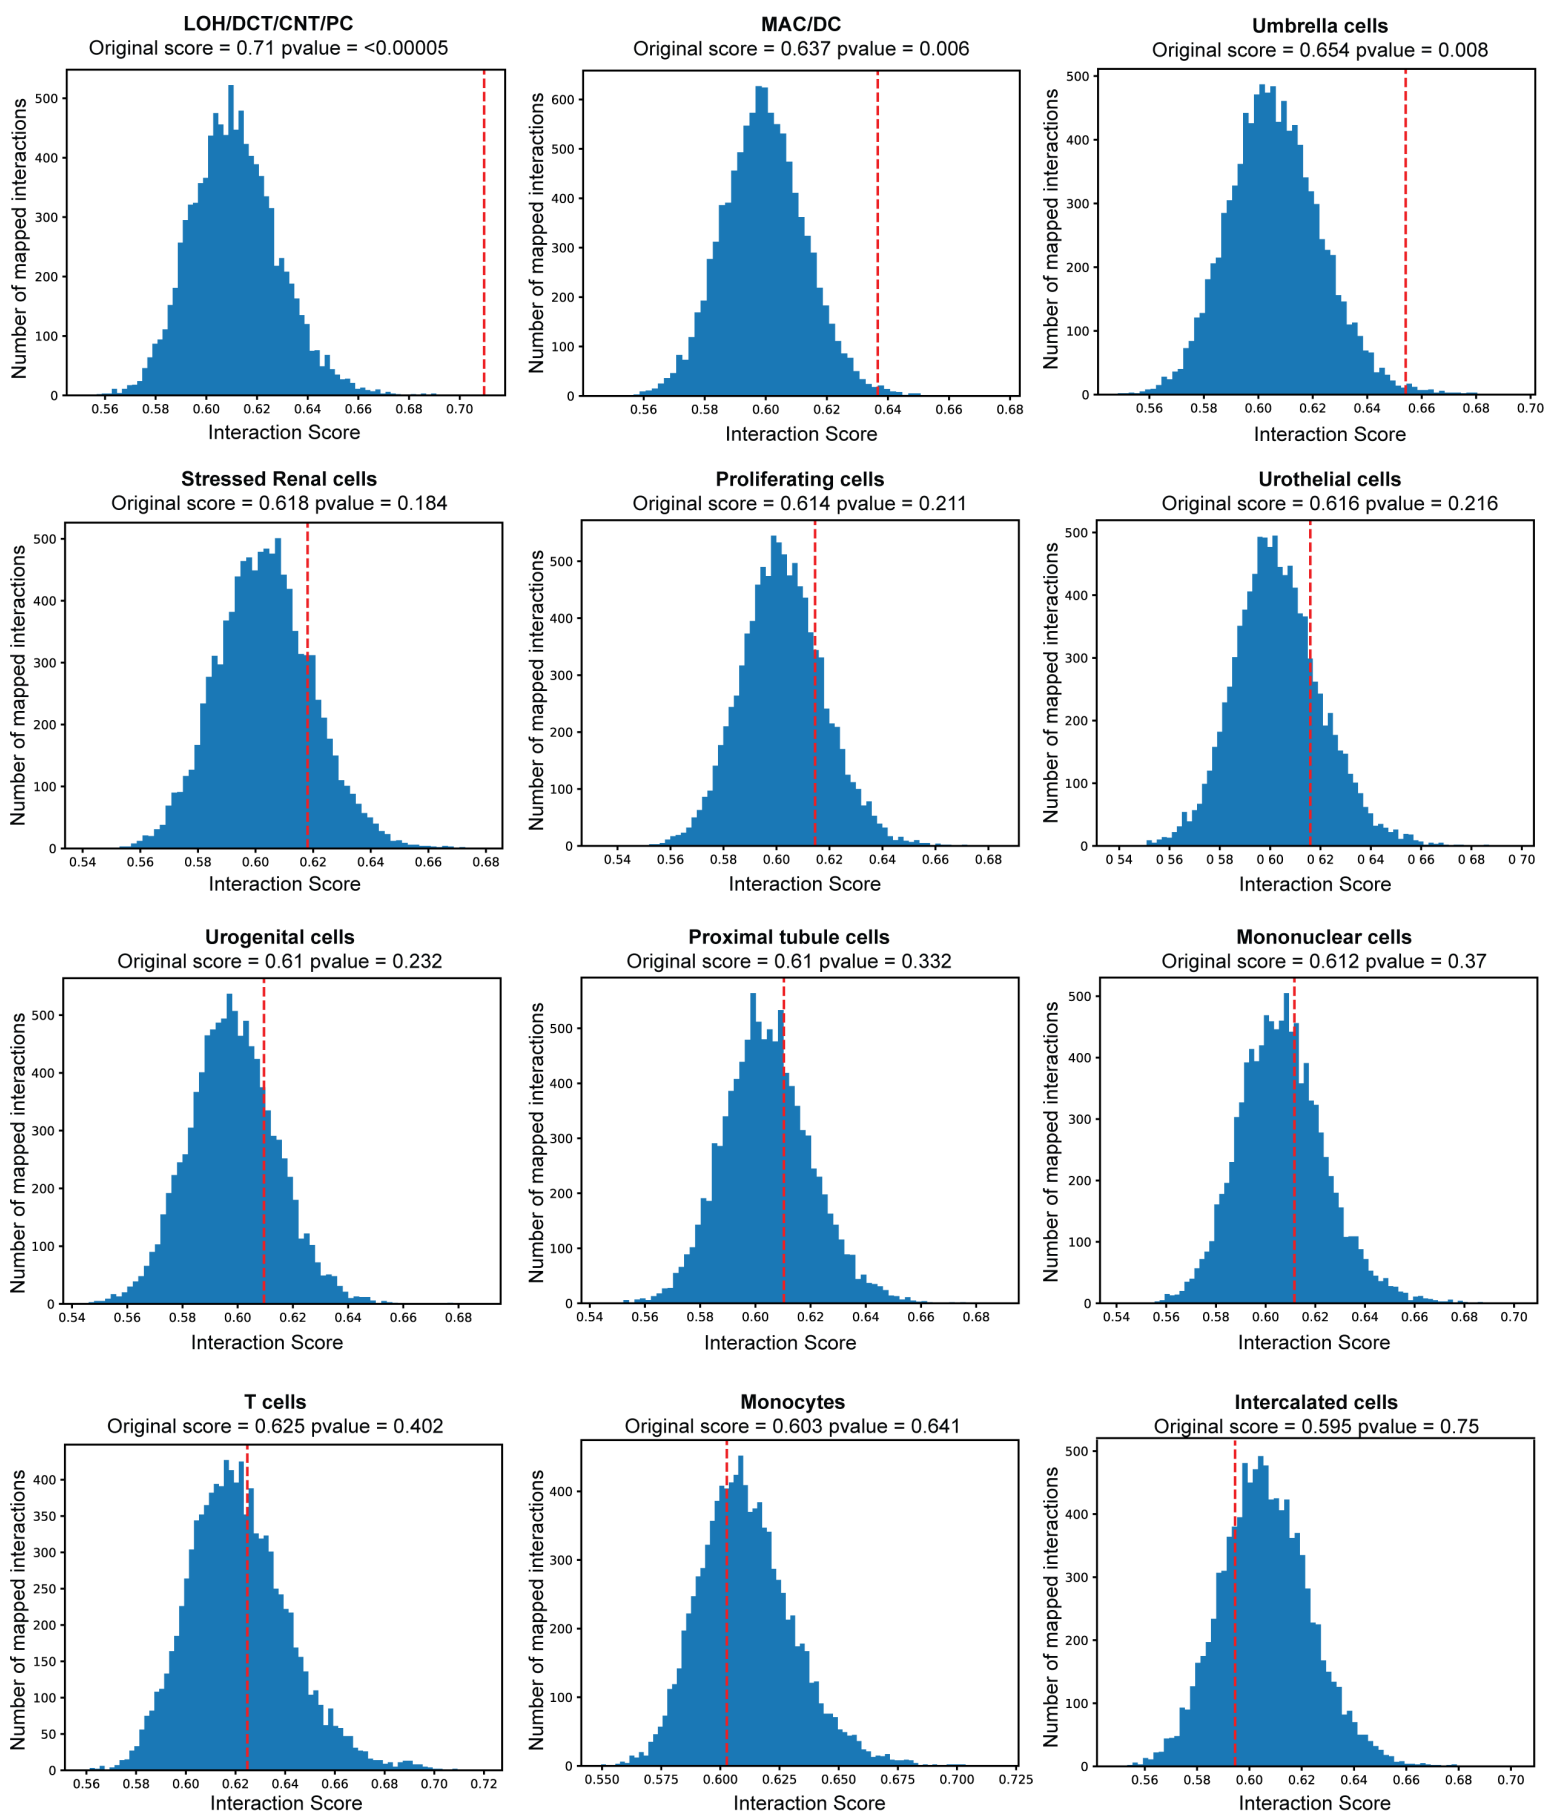 LOH/DCT/CNT/PC
Original score = 0.71 pvalue = <0.00005
Number of mapped interactions
500
400
300
200
100
0
0.56 0.58 0.60 0.62 0.64 0.66 0.68 0.70
Interaction Score
MAC/DC
Original score = 0.637 pvalue = 0.006
Number of mapped interactions
600
500
400
300
200
100
0
0.56 0.58 0.60 0.62 0.64 0.66 0.68
Interaction Score
Umbrella cells
Original score = 0.654 pvalue = 0.008
Number of mapped interactions
500
400
300
200
100
0
0.56 0.58 0.60 0.62 0.64 0.66 0.68 0.70
Interaction Score
Stressed Renal cells
Original score = 0.618 pvalue = 0.184
Number of mapped interactions
500
400
300
200
100
0
0.54 0.56 0.58 0.60 0.62 0.64 0.66 0.68
Interaction Score
Proliferating cells
Original score = 0.614 pvalue = 0.211
Number of mapped interactions
500
400
300
200
100
0
0.54 0.56 0.58 0.60 0.62 0.64 0.66 0.68
Interaction Score
Urothelial cells
Original score = 0.616 pvalue = 0.216
Number of mapped interactions
500
400
300
200
100
0
0.54 0.56 0 58 0.60 0 62 0.64 0.66 0.68 0 70
Interaction Score
Urogenital cells
Original score = 0.61 pvalue = 0.232
Number of mapped interactions
500
400
300
200
100
0
0.54 0.56 0.58 0.60 0.62 0.64 0.66 0.68
Interaction Score
Proximal tubule cells
Original score = 0.61 pvalue = 0.332
Number of mapped interactions
500
400
300
200
100
0
0.54 0.56 0.58 0.60 0.62 0.64 0.66 0.68
Interaction Score
Mononuclear cells
Original score = 0.612 pvalue = 0.37
Number of mapped interactions
500
400
300
200
100
0
0.54 0.56 0.58 0.60 0.62 0.64 0.66 0.68 0.70
Interaction Score
T cells
Original score = 0.625 pvalue = 0.402
Number of mapped interactions
400
350
300
250
200
150
100
50
0
0.56 0.58 0.60 0.62 0.64 0.66 0.68 0.70 0.72
Interaction Score
Monocytes
Original score = 0.603 pvalue = 0.641
Number of mapped interactions
400
300
200
100
0
0.550 0.575 0.600 0.625 0.650 0.675 0.700 0.725
Interaction Score
Intercalated cells
Original score = 0.595 pvalue = 0.75
Number of mapped interactions
500
400
300
200
100
0
0.56 0.58 0.60 0.62 0.64 0.66 0.68 0.70
Interaction Score